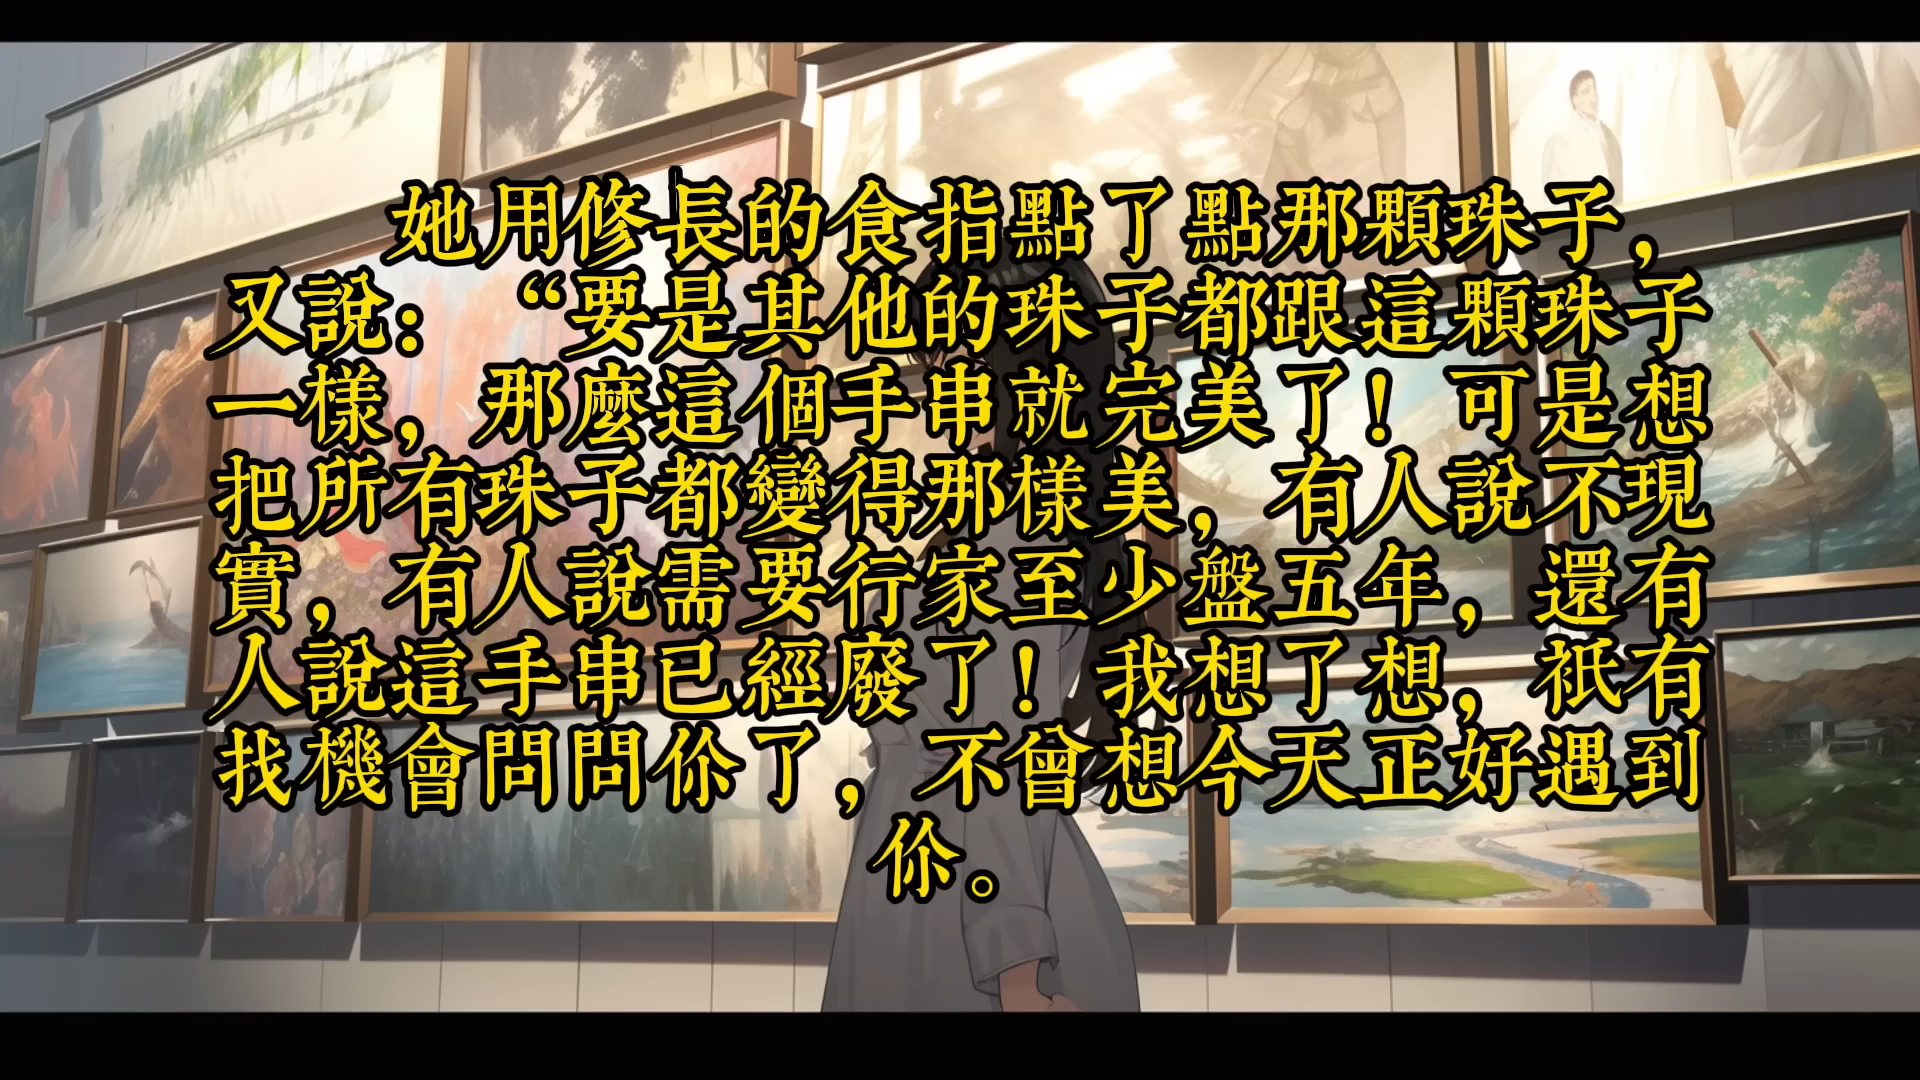 她用修長的食指點了點那顆珠子，
又說：“要是其他的珠子都跟這顆珠子
一樣，那麼這個手串就完美了！可是想
把所有珠子都變得那樣美，有人說不現
實，有人說需要行家至少盤五年，還有
人說這手串已經廢了！我想了想，祇有
找機會問問你了，不曾想今天正好遇到
你。